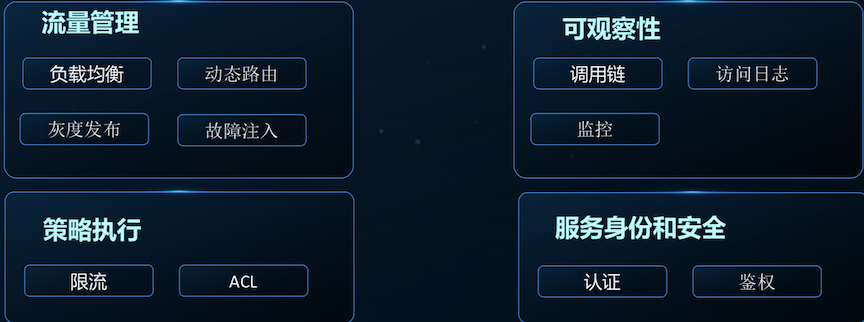 流量管理
负载均衡
动态路由
灰度发布
故障注入
可观察性
调用链
访问日志
监控
策略执行
限流
ACL
服务身份和安全
认证
鉴权